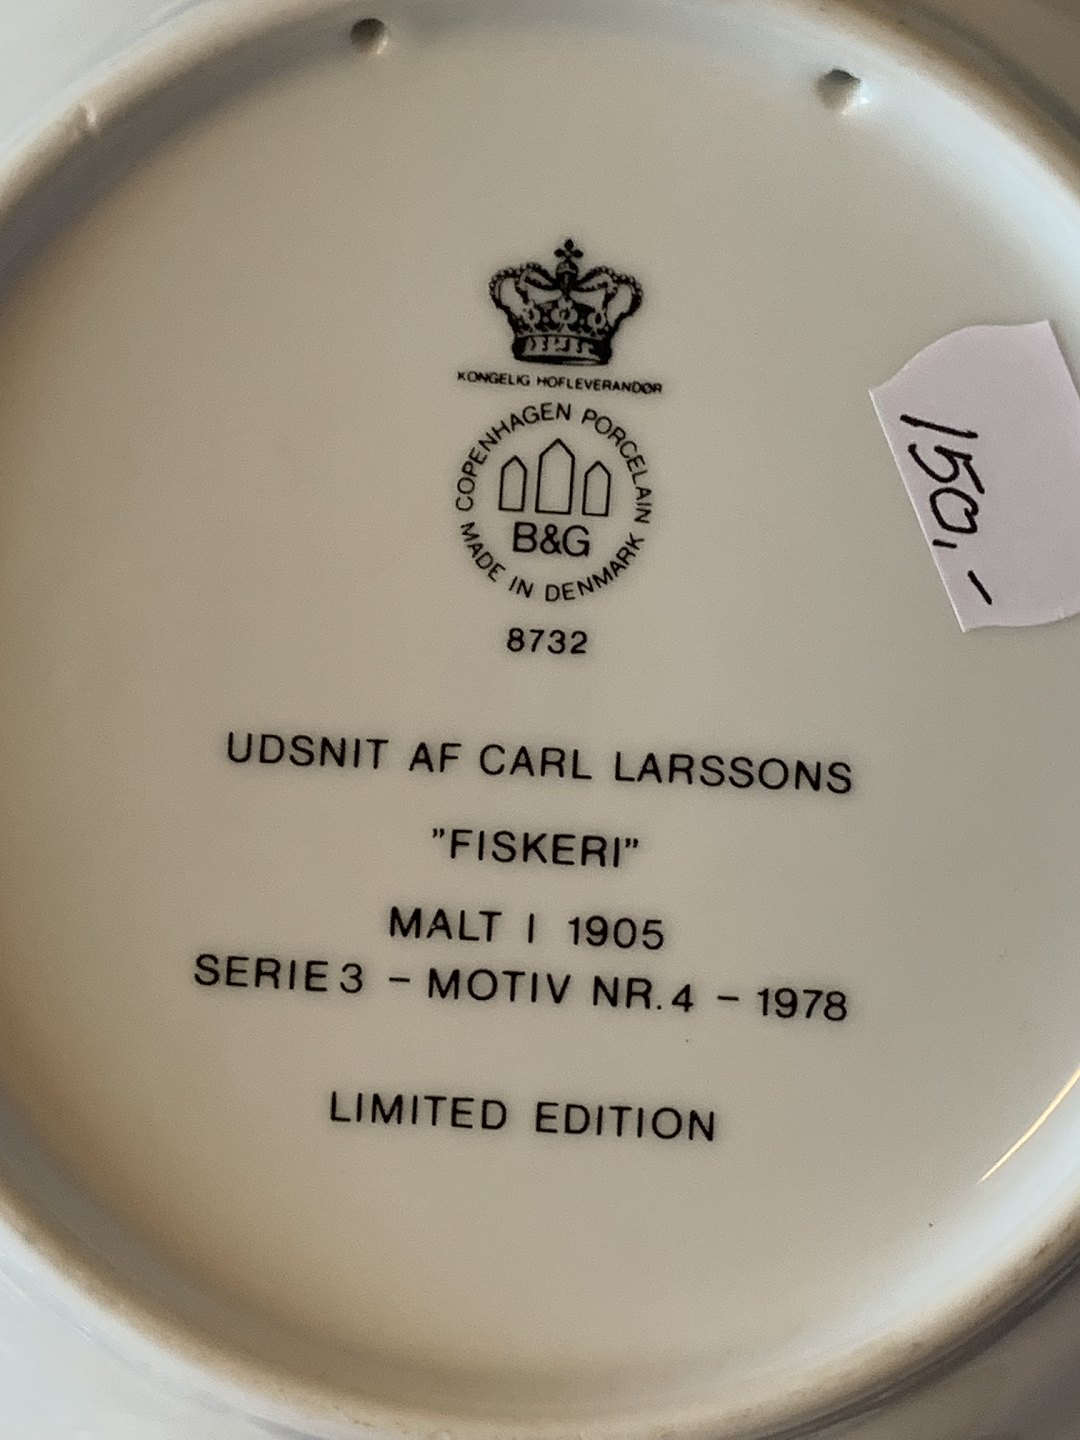 KONGELIG HOFLEVERANDØR
COPENHAGEN PORCELAIN
B&G
MADE IN DENMARK
8732
150,-
UDSNIT AF CARL LARSSONS
"FISKERI"
MALT I 1905
SERIE 3 - MOTIV NR. 4 - 1978
LIMITED EDITION